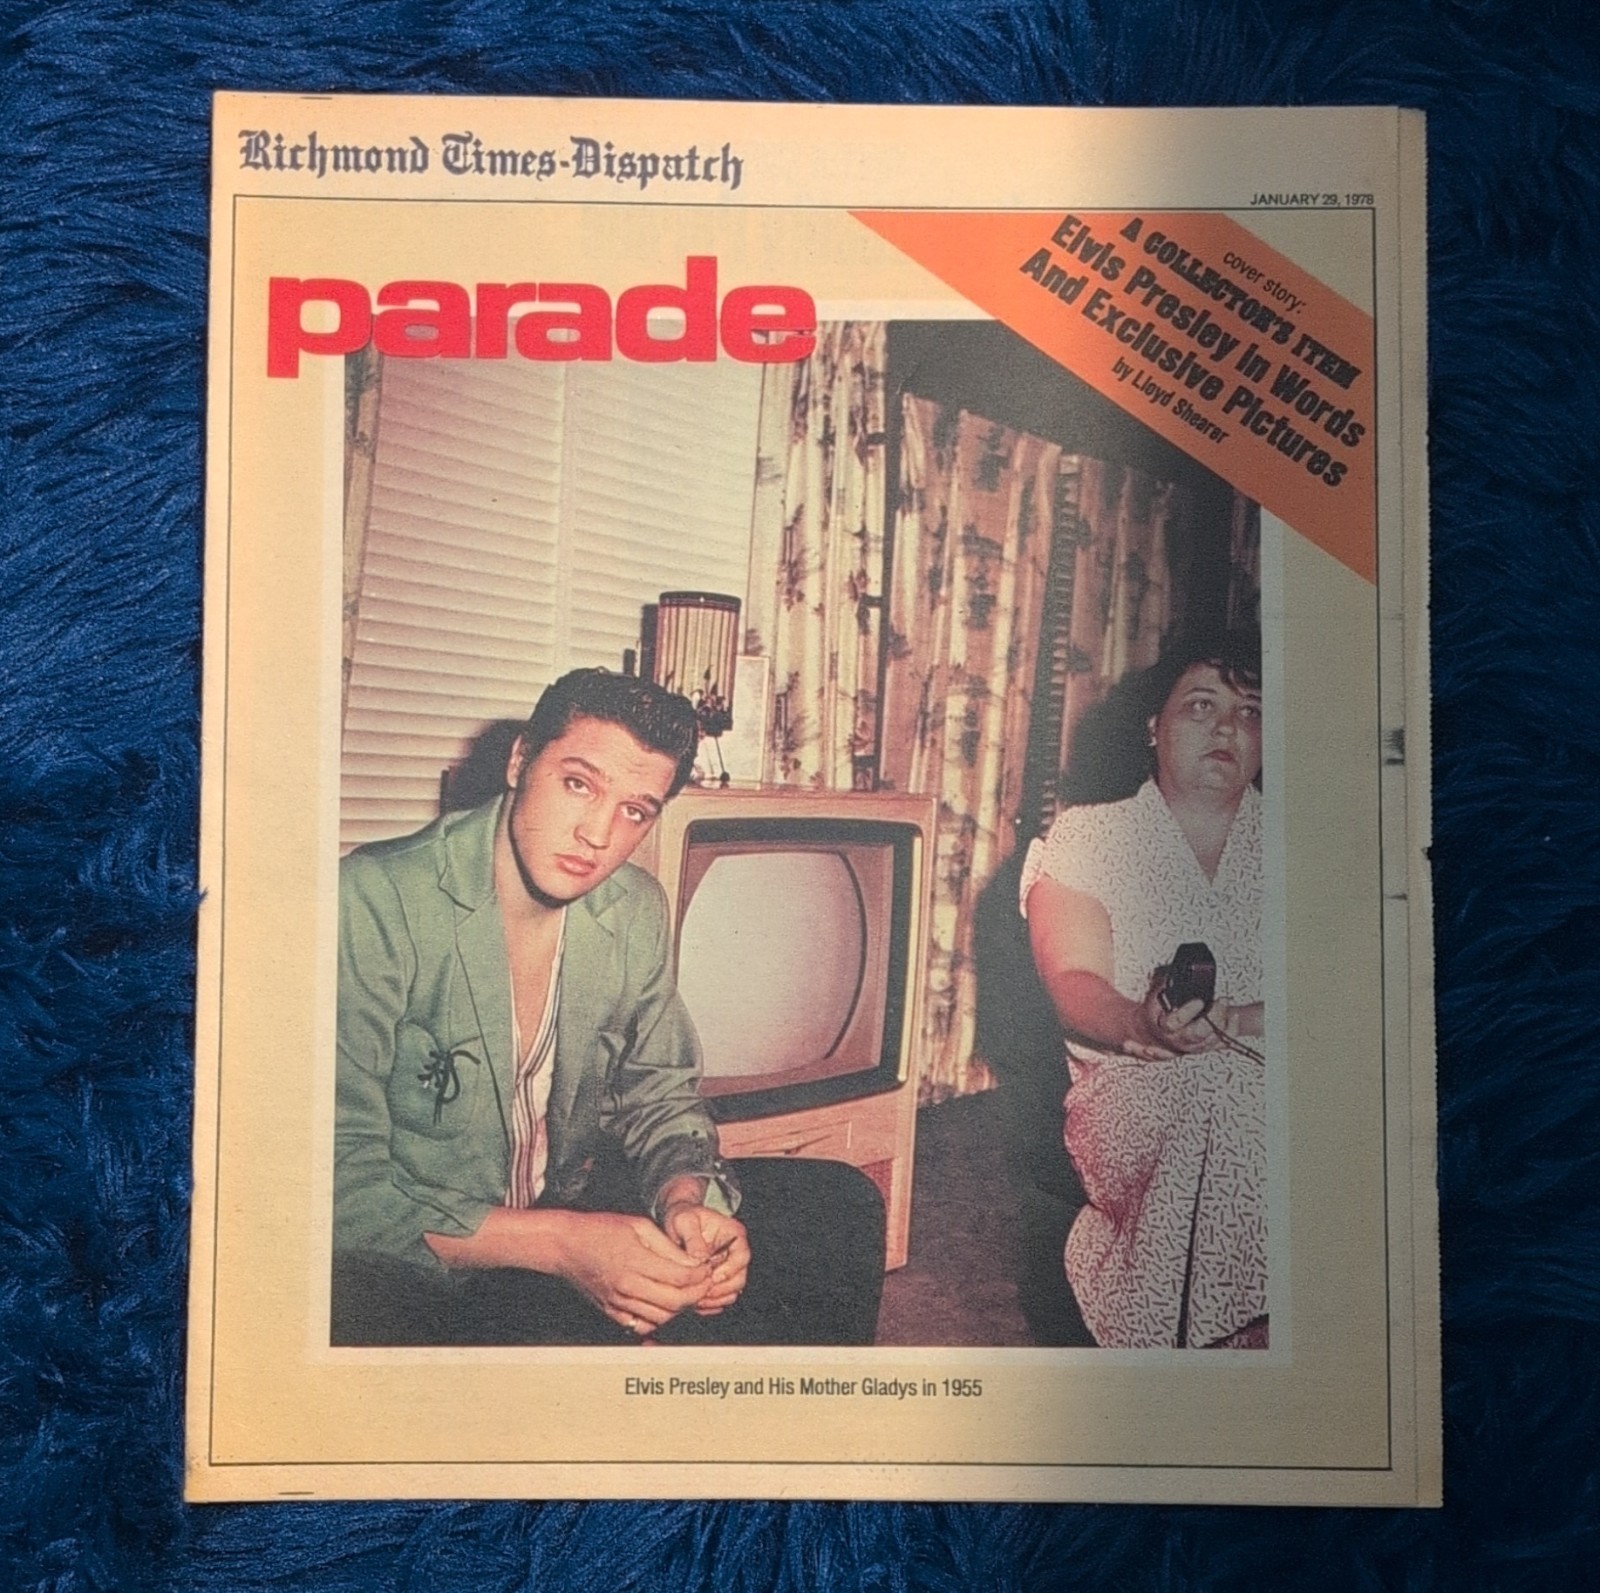 Richmond Times-Dispatch
JANUARY 29, 1978
parade
cover story:
A COLLECTOR'S ITEM
Elvis Presley in Words
And Exclusive Pictures
by Lloyd Shearer
Elvis Presley and His Mother Gladys in 1955